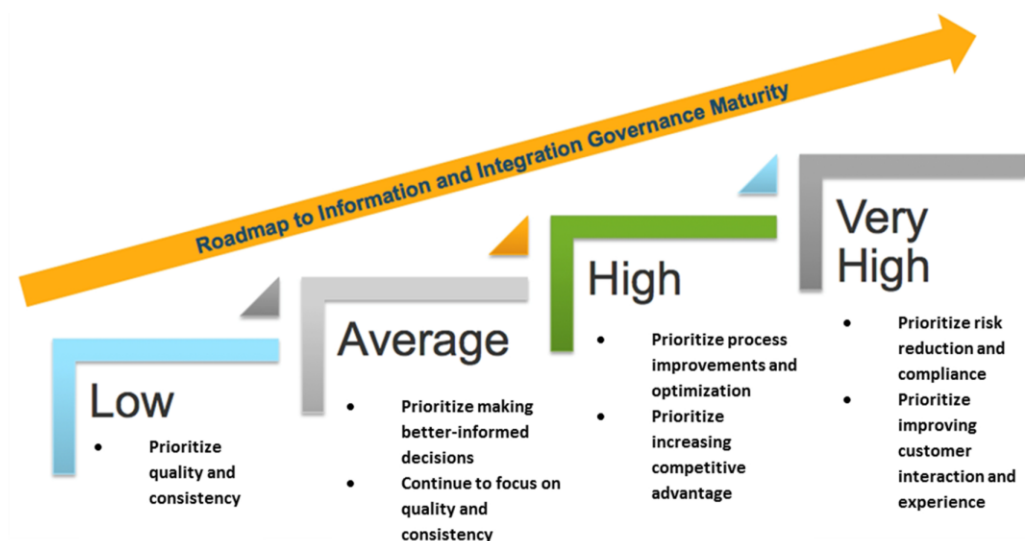 Roadmap to Information and Integration Governance Maturity
Low
• Prioritize
quality and
consistency
Average
• Prioritize making
better-informed
decisions
• Continue to focus on
quality and
consistency
High
• Prioritize process
improvements and
optimization
• Prioritize
increasing
competitive
advantage
Very
High
• Prioritize risk
reduction and
compliance
• Prioritize
improving
customer
interaction and
experience